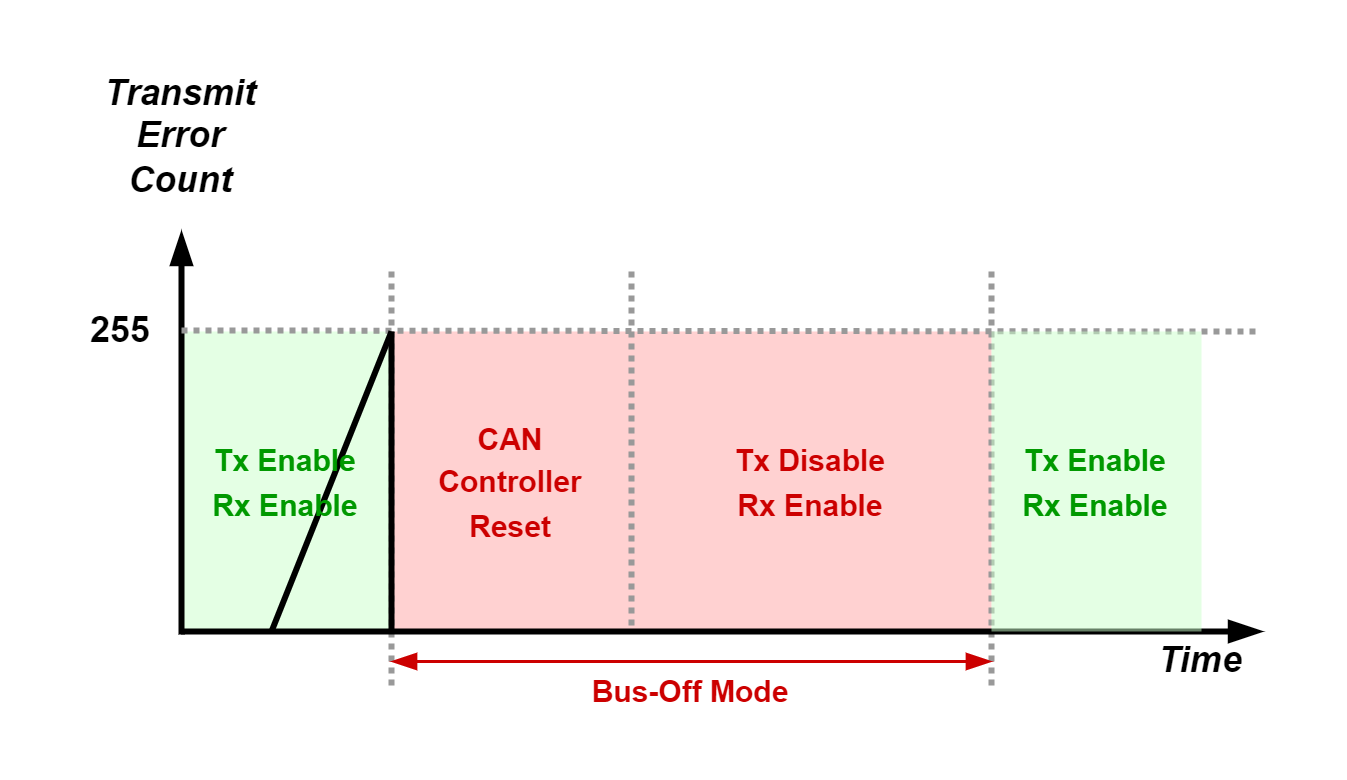 Transmit
Error
Count
255
Tx Enable
Rx Enable
CAN
Controller
Reset
Tx Disable
Rx Enable
Tx Enable
Rx Enable
Time
Bus-Off Mode